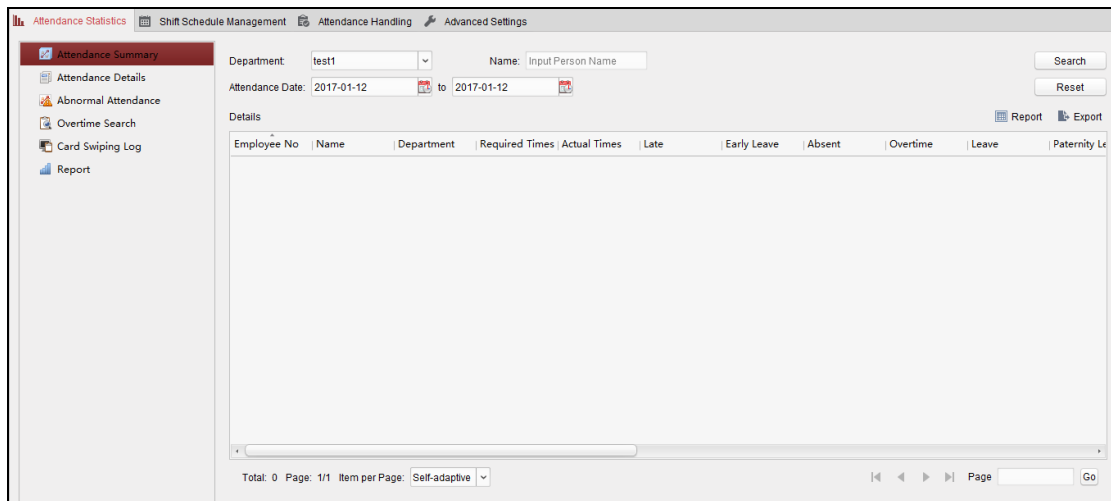 Attendance Statistics Shift Schedule Management Attendance Handling Advanced Settings
Attendance Summary
Attendance Details
Abnormal Attendance
Overtime Search
Card Swiping Log
Report
Department: test1 Name: Input Person Name Search
Attendance Date: 2017-01-12 to 2017-01-12 Reset
Details Report Export
Employee No Name Department Required Times Actual Times Late Early Leave Absent Overtime Leave Paternity Le
Total: 0 Page: 1/1 Item per Page: Self-adaptive Page Go